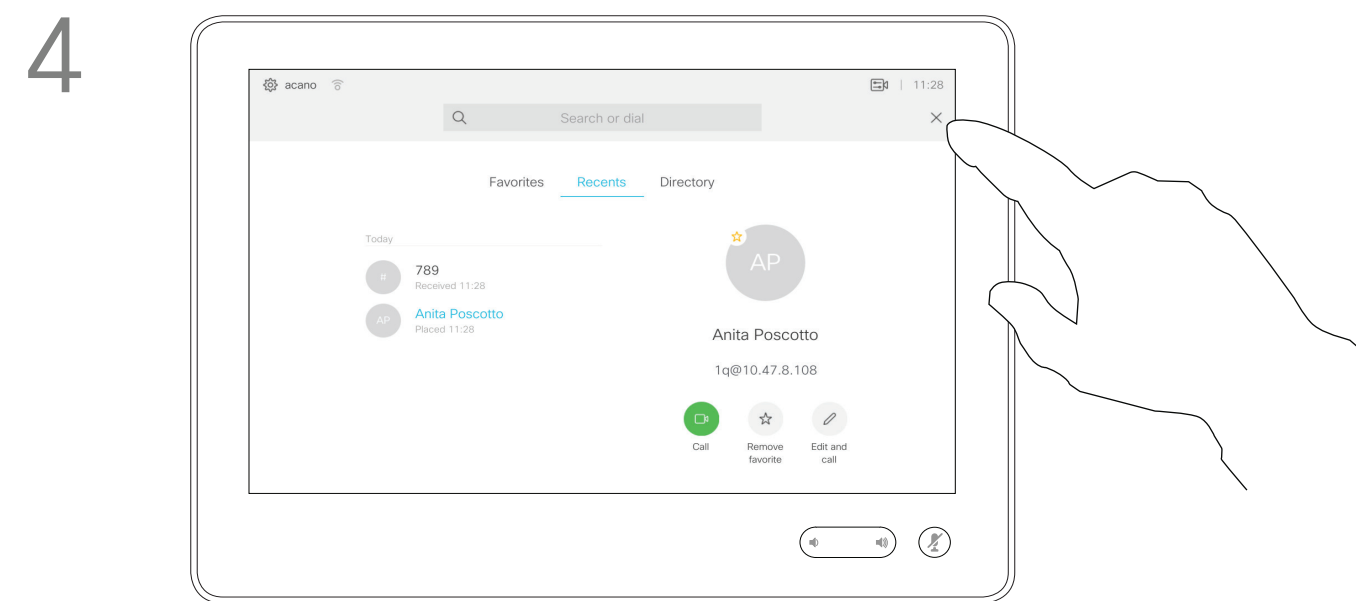 4
acano 11:28
Search or dial
Favorites Recents Directory
Today
# 789
Received 11:28
AP Anita Poscotto
Placed 11:28
AP
Anita Poscotto
1q@10.47.8.108
Call Remove Edit and
favorite call